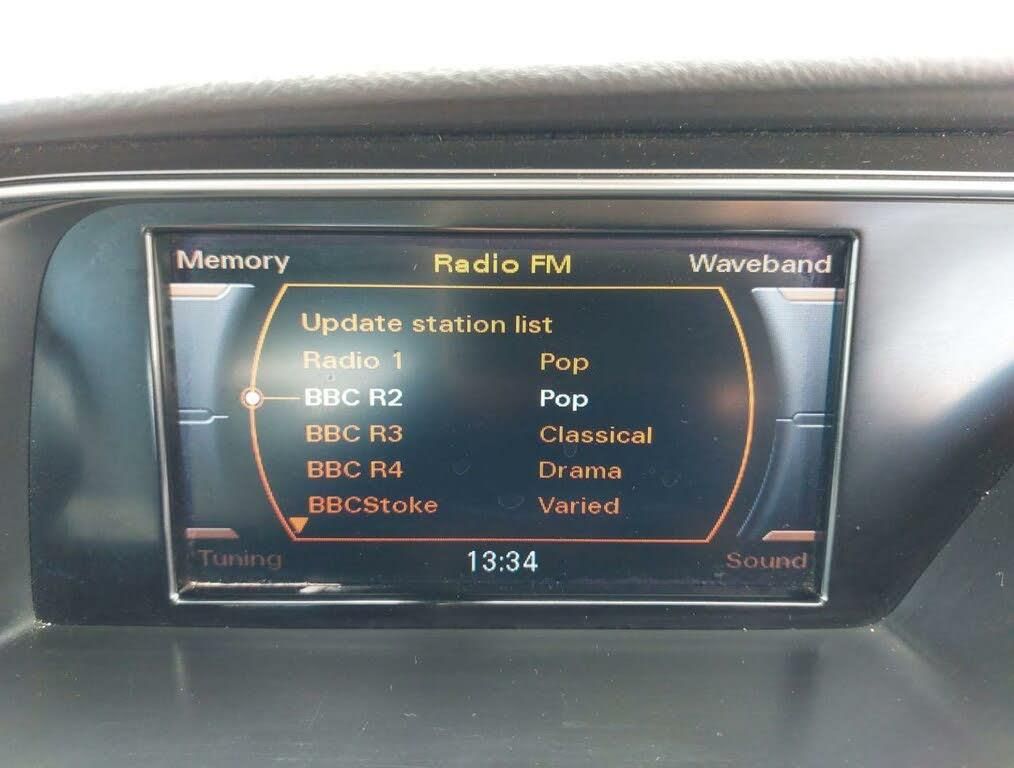 Memory Radio FM Waveband
Update station list
Radio 1 Pop
BBC R2 Pop
BBC R3 Classical
BBC R4 Drama
BBCStoke Varied
Tuning 13:34 Sound